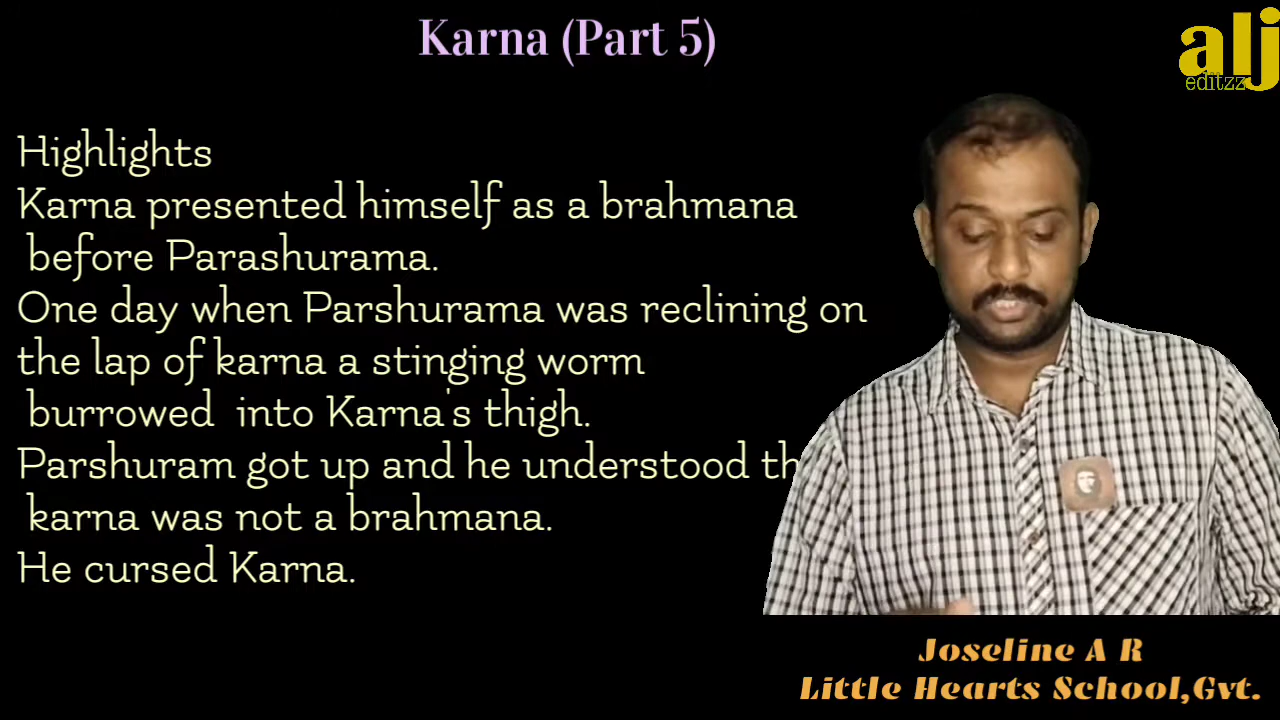 Karna (Part 5)
alj
editzz
Highlights
Karna presented himself as a brahmana
before Parashurama.
One day when Parshurama was reclining on
the lap of karna a stinging worm
burrowed into Karna's thigh.
Parshuram got up and he understood th
karna was not a brahmana.
He cursed Karna.
Joseline A R
Little Hearts School,Gvt.